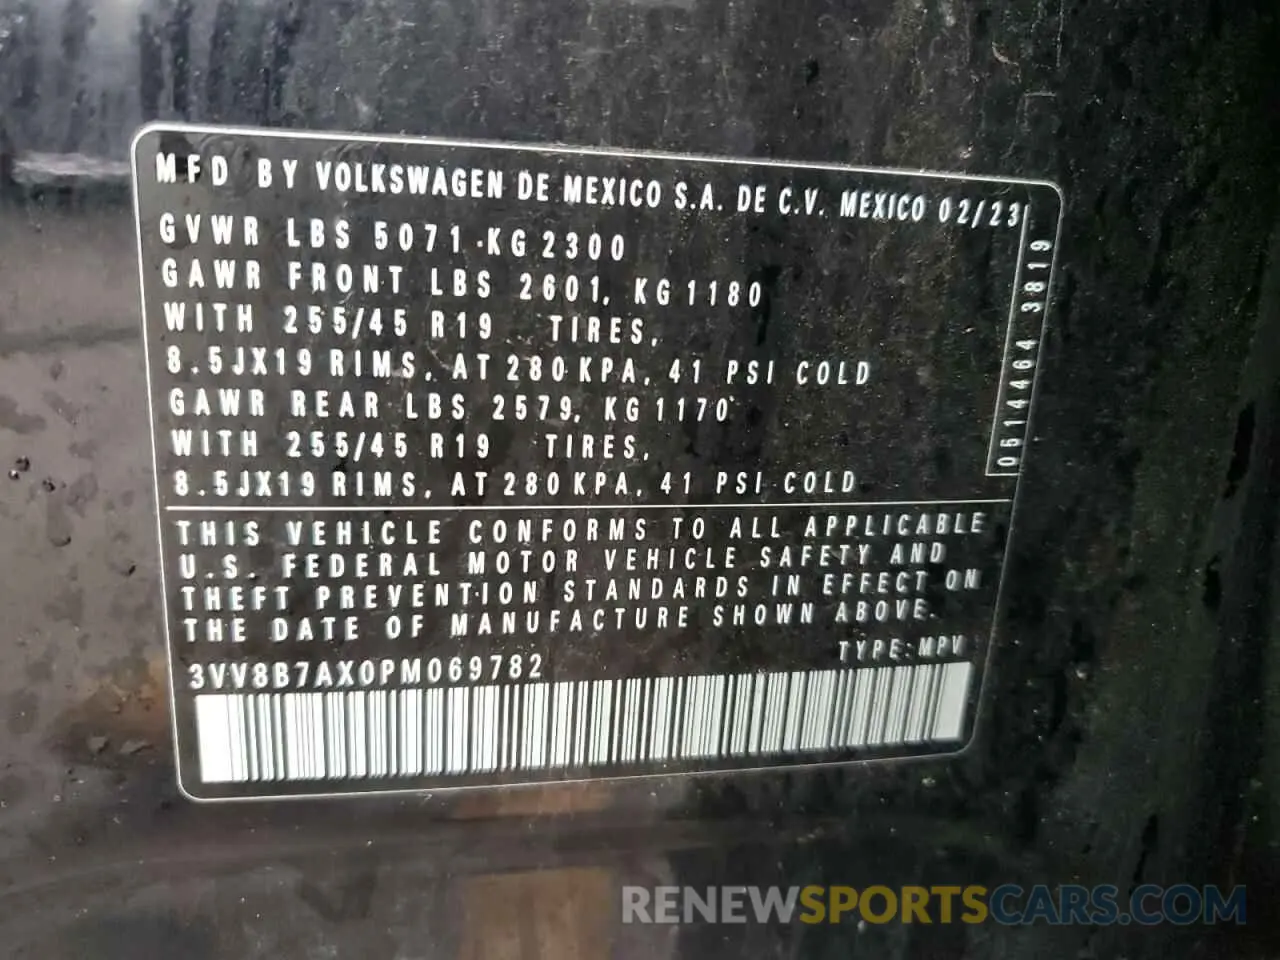 MFD BY VOLKSWAGEN DE MEXICO S.A. DE C.V. MEXICO 02/23
GVWR LBS 5071 KG 2300
GAWR FRONT LBS 2601, KG 1180
WITH 255/45 R19 TIRES,
8.5JX19 RIMS, AT 280 KPA, 41 PSI COLD
GAWR REAR LBS 2579, KG 1170
WITH 255/45 R19 TIRES,
8.5JX19 RIMS, AT 280 KPA, 41 PSI COLD
0514464 3819
THIS VEHICLE CONFORMS TO ALL APPLICABLE
U.S. FEDERAL MOTOR VEHICLE SAFETY AND
THEFT PREVENTION STANDARDS IN EFFECT ON
THE DATE OF MANUFACTURE SHOWN ABOVE.
TYPE: MPV
3VV8B7AX0PM069782
RENEWSPORTSCARS.COM